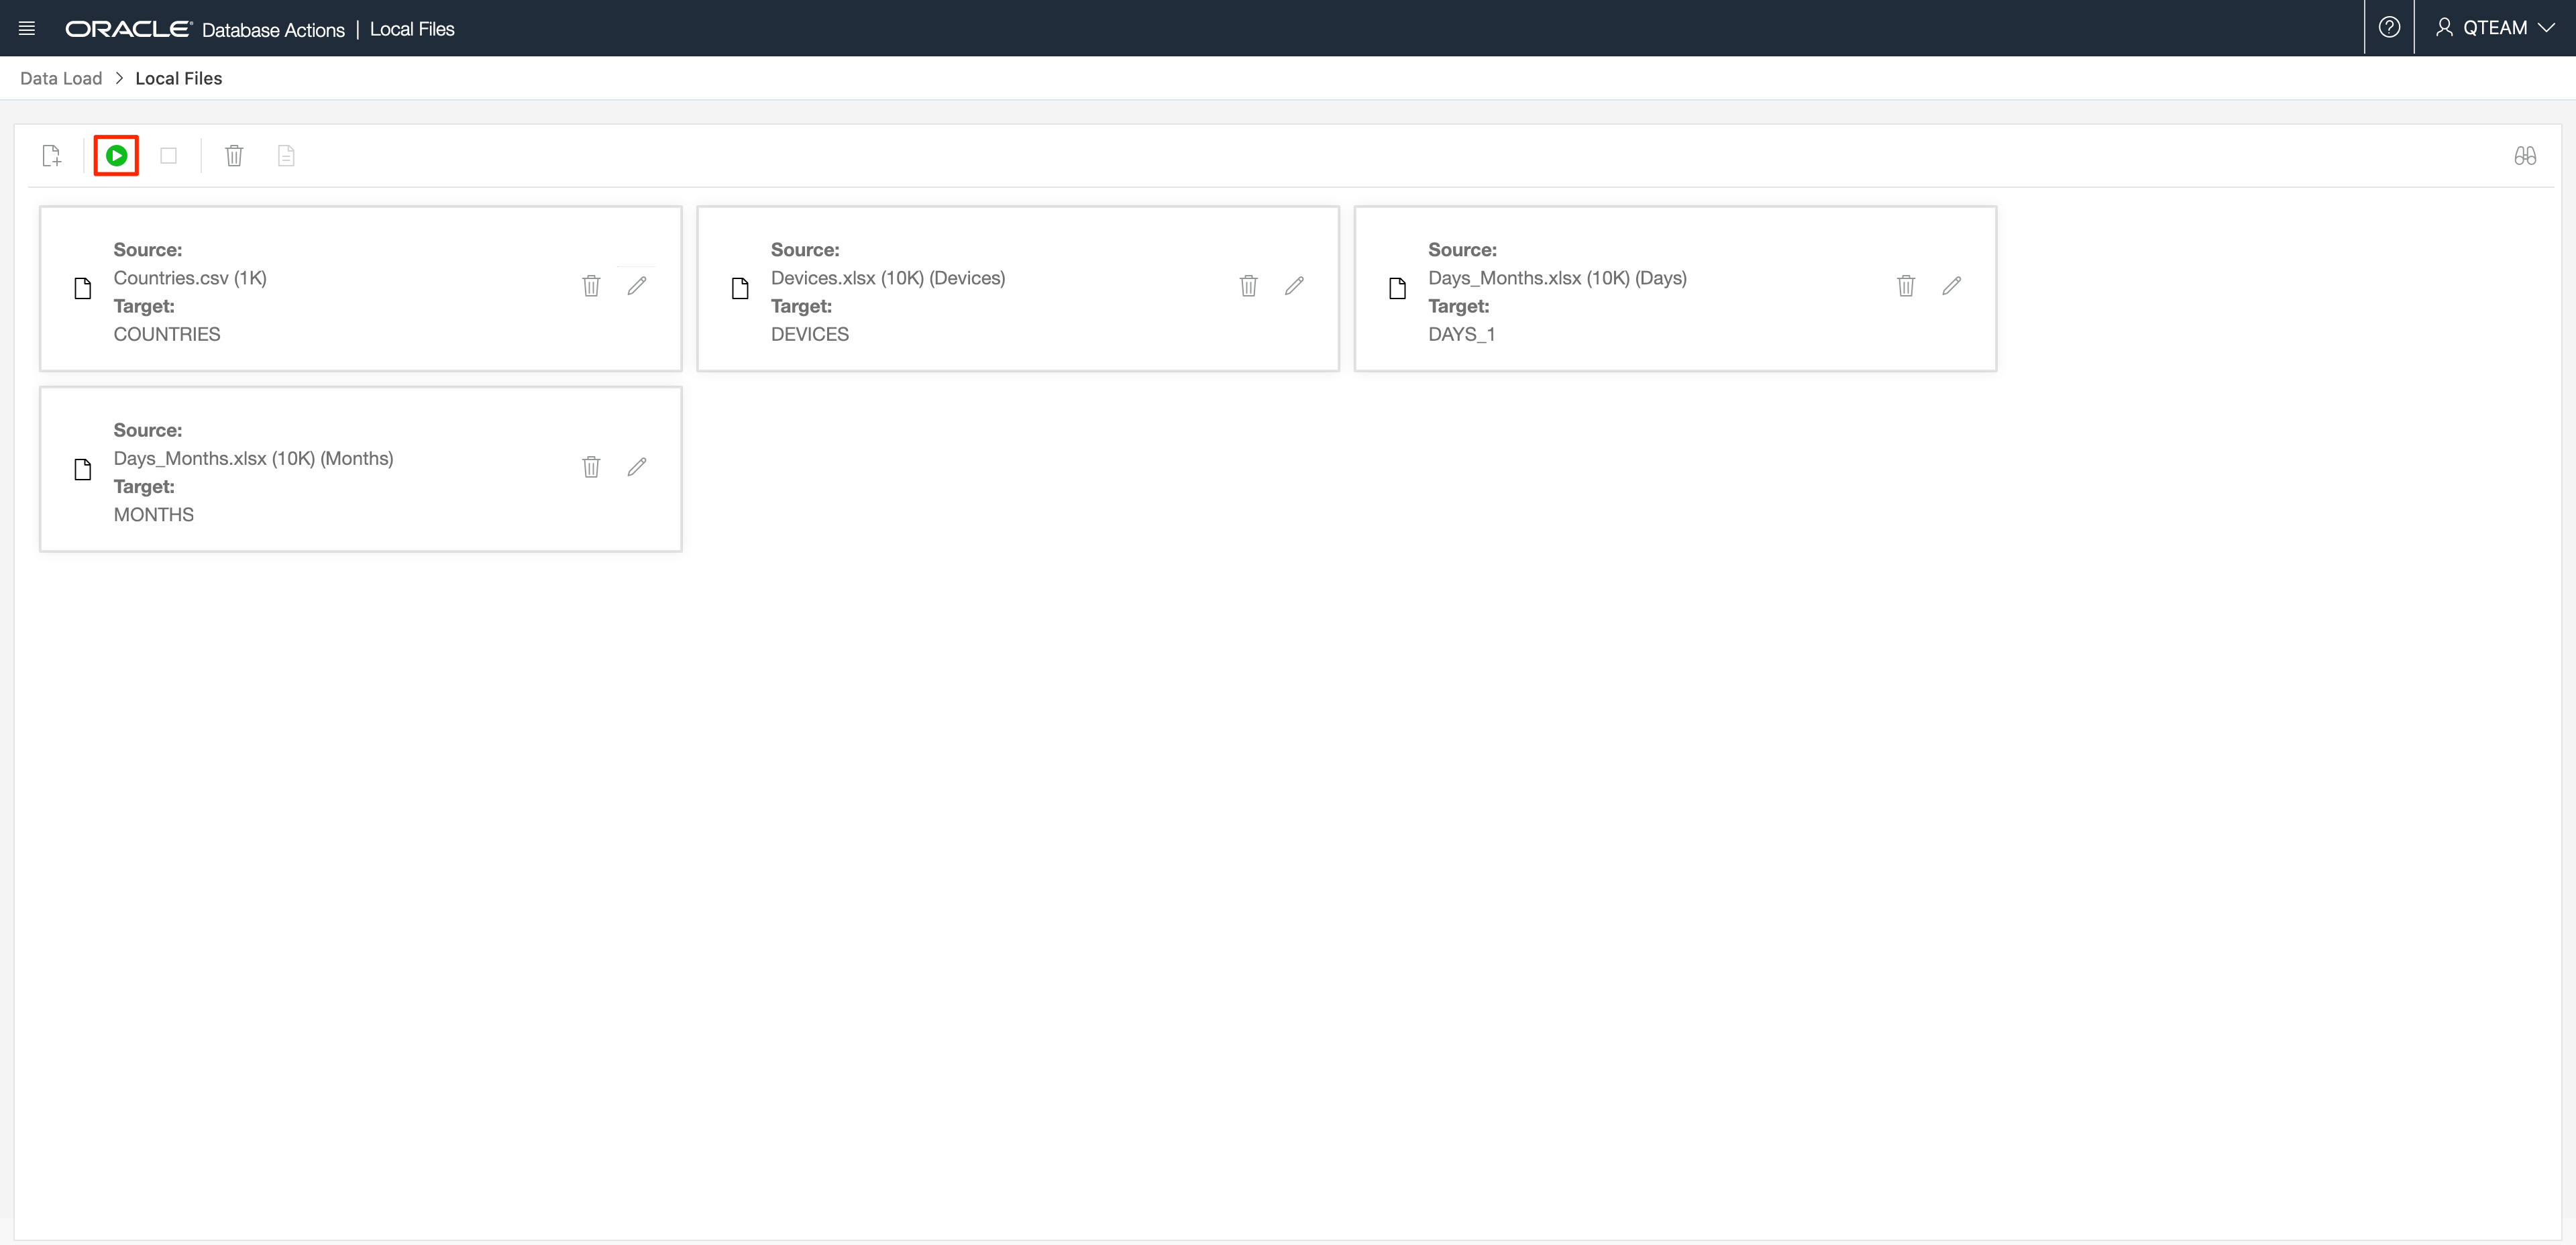 ORACLE Database Actions | Local Files
QTEAM
Data Load > Local Files
Source:
Countries.csv (1K)
Target:
COUNTRIES
Source:
Devices.xlsx (10K) (Devices)
Target:
DEVICES
Source:
Days_Months.xlsx (10K) (Days)
Target:
DAYS_1
Source:
Days_Months.xlsx (10K) (Months)
Target:
MONTHS